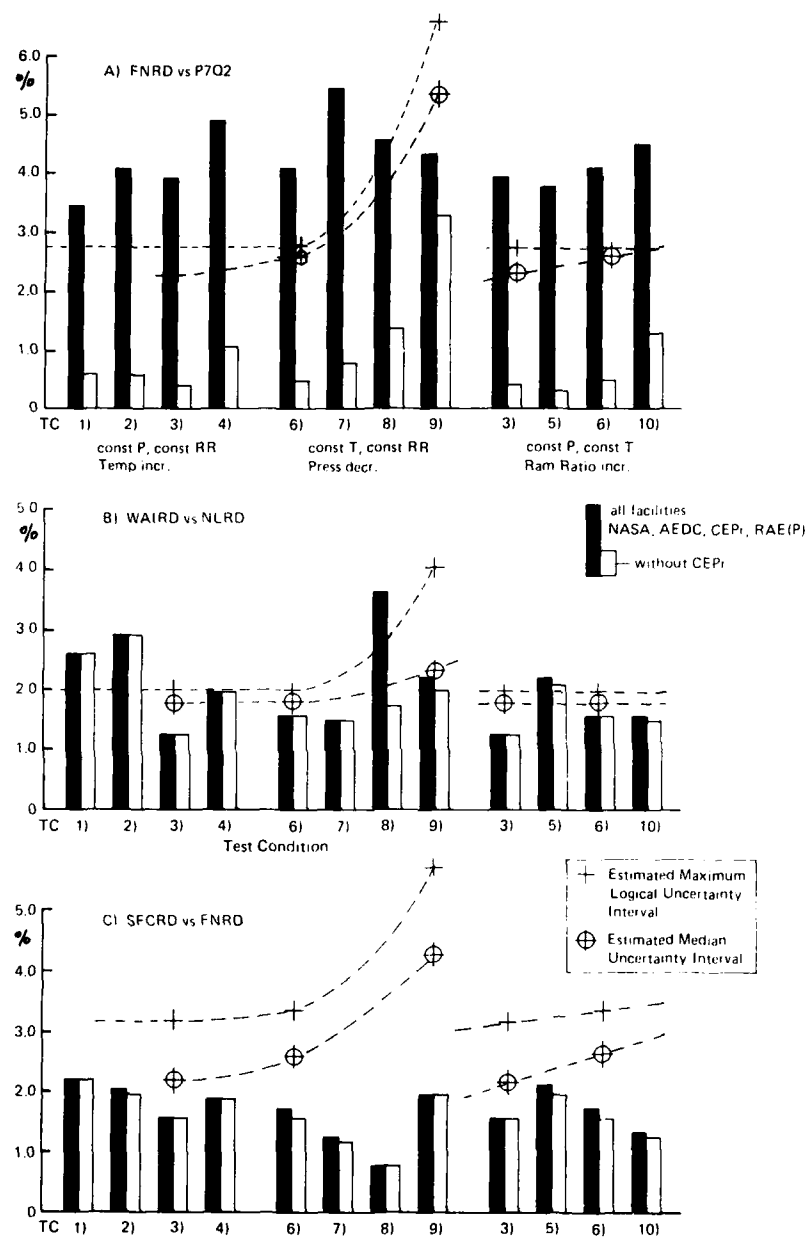 A) FNRD vs P7Q2
%
6.0
5.0
4.0
3.0
2.0
1.0
0
TC 1) 2) 3) 4) 6) 7) 8) 9) 3) 5) 6) 10)
const P, const RR
Temp incr.
const T, const RR
Press decr.
const P, const T
Ram Ratio incr.
B) WAIRD vs NLRD
%
5.0
4.0
3.0
2.0
1.0
0
all facilities
NASA, AEDC, CEPr, RAE(P)
without CEPr
TC 1) 2) 3) 4) 6) 7) 8) 9) 3) 5) 6) 10)
Test Condition
C) SFCRD vs FNRD
%
5.0
4.0
3.0
2.0
1.0
0
Estimated Maximum
Logical Uncertainty
Interval
Estimated Median
Uncertainty Interval
TC 1) 2) 3) 4) 6) 7) 8) 9) 3) 5) 6) 10)